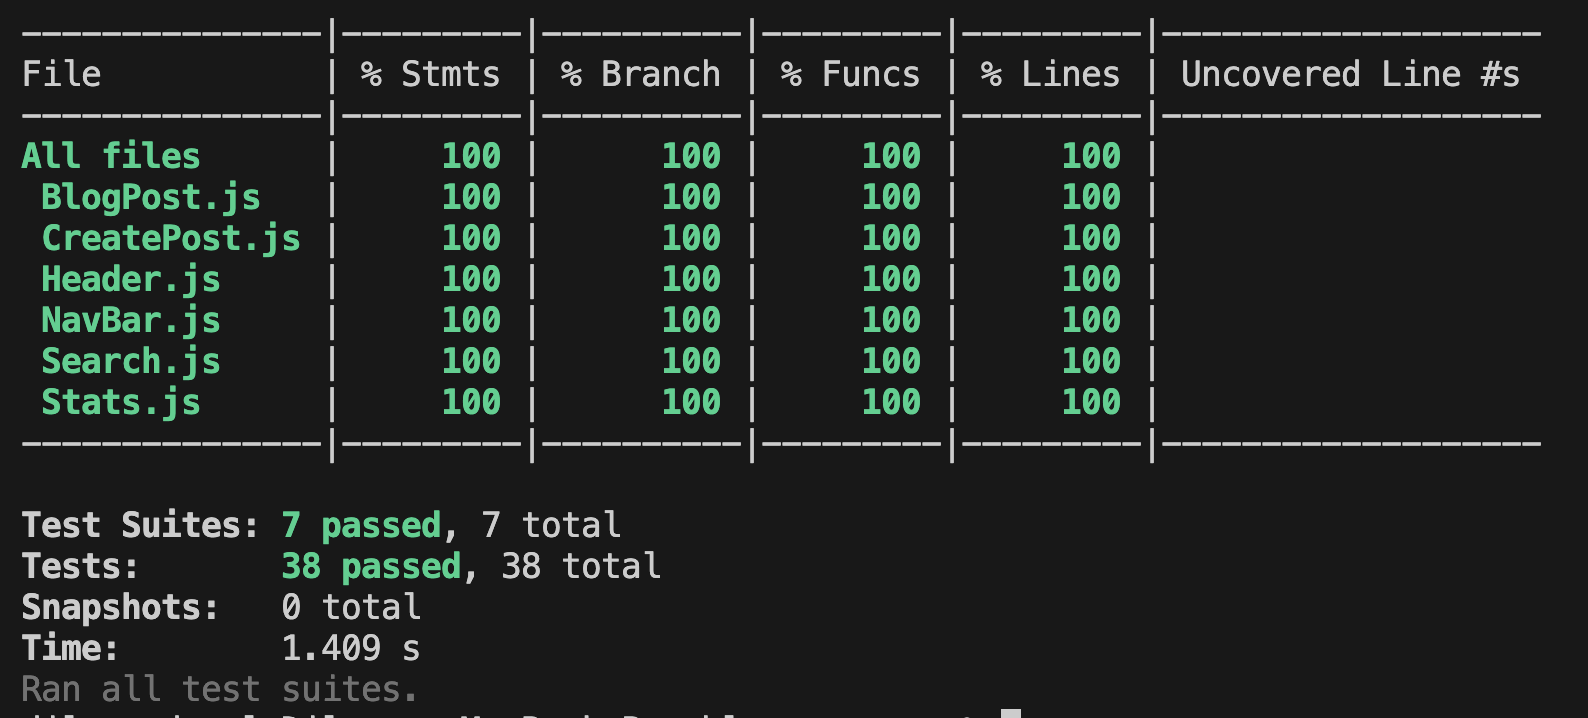 ---------------|---------|----------|---------|---------|-------------------
File | % Stmts | % Branch | % Funcs | % Lines | Uncovered Line #s
---------------|---------|----------|---------|---------|-------------------
All files | 100 | 100 | 100 | 100 |
BlogPost.js | 100 | 100 | 100 | 100 |
CreatePost.js | 100 | 100 | 100 | 100 |
Header.js | 100 | 100 | 100 | 100 |
NavBar.js | 100 | 100 | 100 | 100 |
Search.js | 100 | 100 | 100 | 100 |
Stats.js | 100 | 100 | 100 | 100 |
---------------|---------|----------|---------|---------|-------------------
Test Suites: 7 passed, 7 total
Tests: 38 passed, 38 total
Snapshots: 0 total
Time: 1.409 s
Ran all test suites.